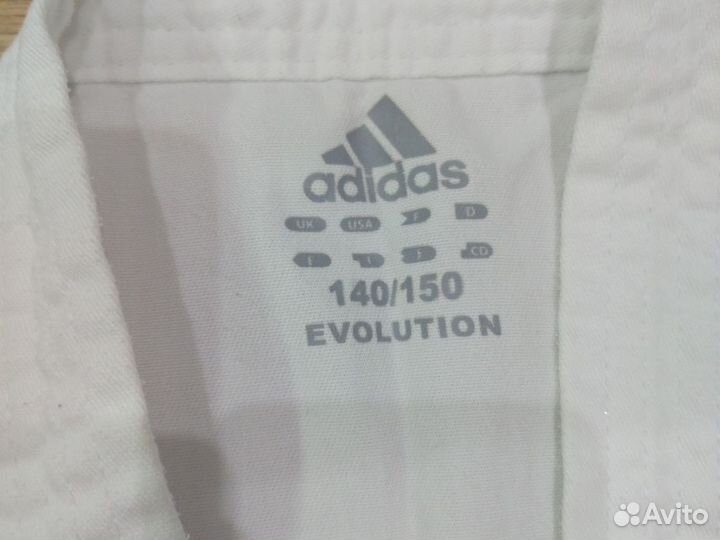 adidas
UK USA F D
I CD
140/150
EVOLUTION
Avito